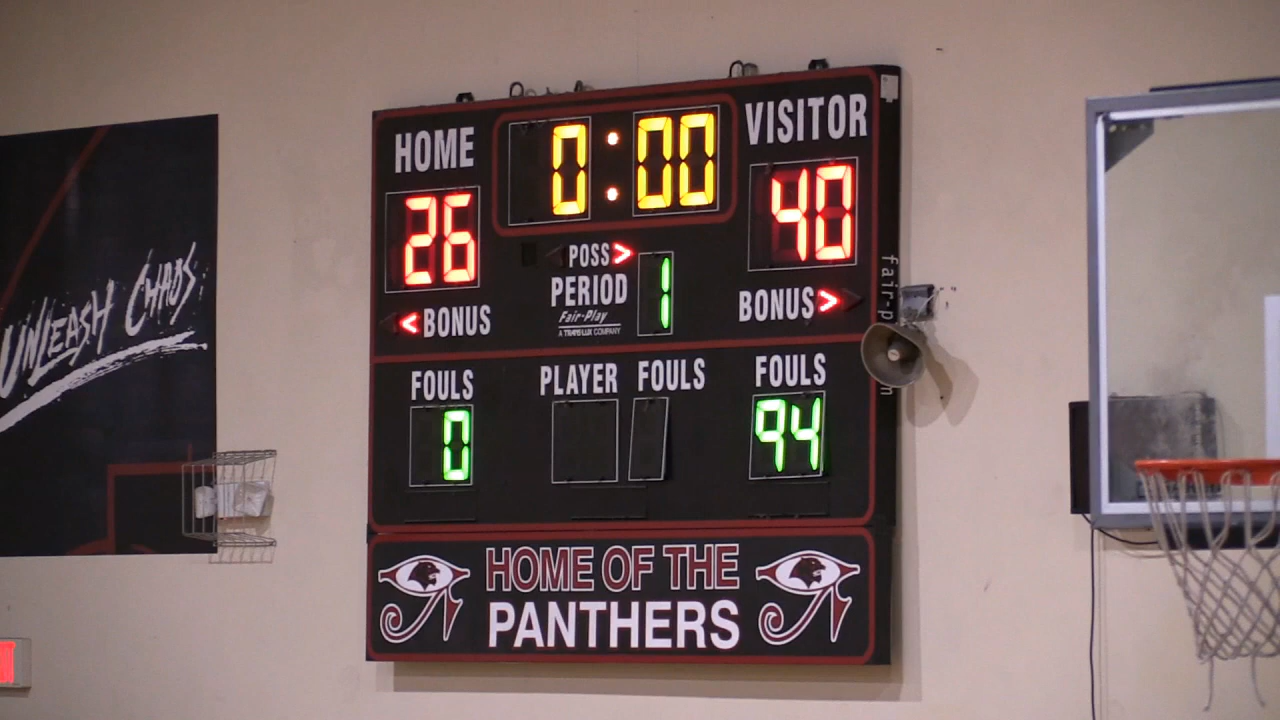 UNLEASH CHAOS
HOME
0:00
VISITOR
26
40
POSS >
PERIOD 1
Fair-Play
A TRANS-LUX COMPANY
< BONUS
BONUS >
FOULS
PLAYER FOULS
FOULS
0
94
HOME OF THE
PANTHERS